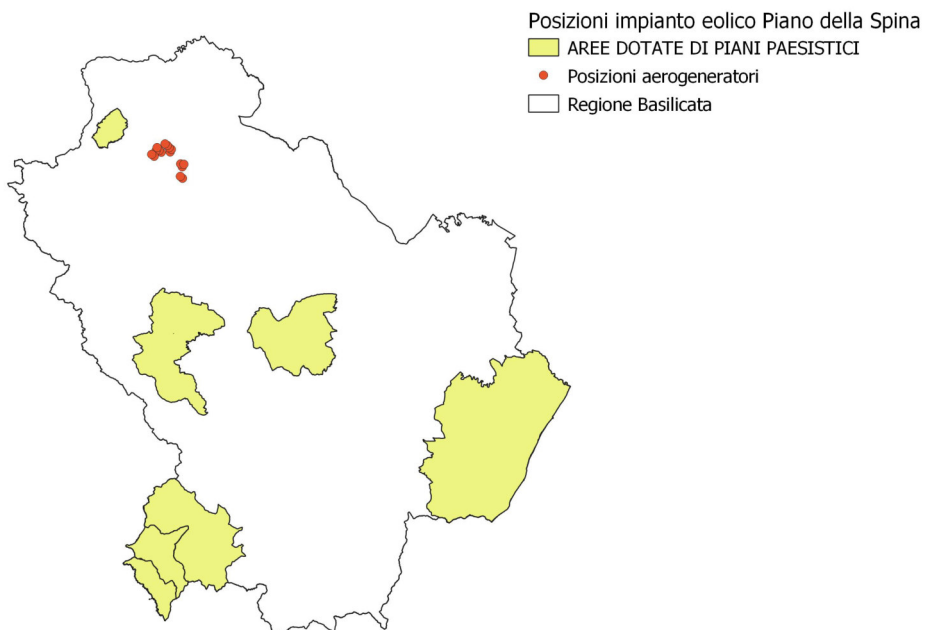 Posizioni impianto eolico Piano della Spina
AREE DOTATE DI PIANI PAESISTICI
Posizioni aerogeneratori
Regione Basilicata